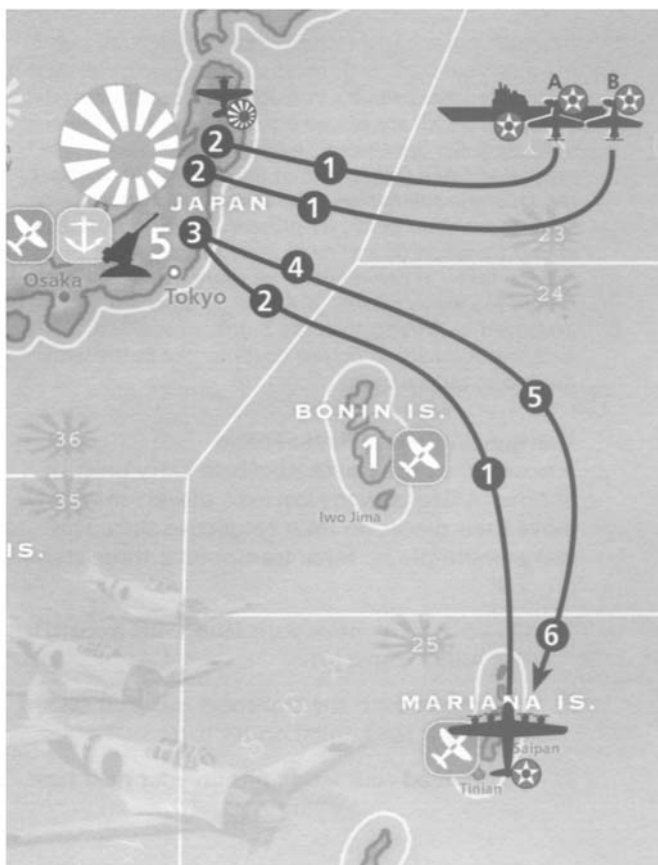 A B
2
1
2
1
JAPAN
23
5
3
4
Osaka
Tokyo
2
24
5
BONIN IS.
36
1
1
35
Iwo Jima
IS.
6
25
MARIANA IS.
Saipan
Tinian